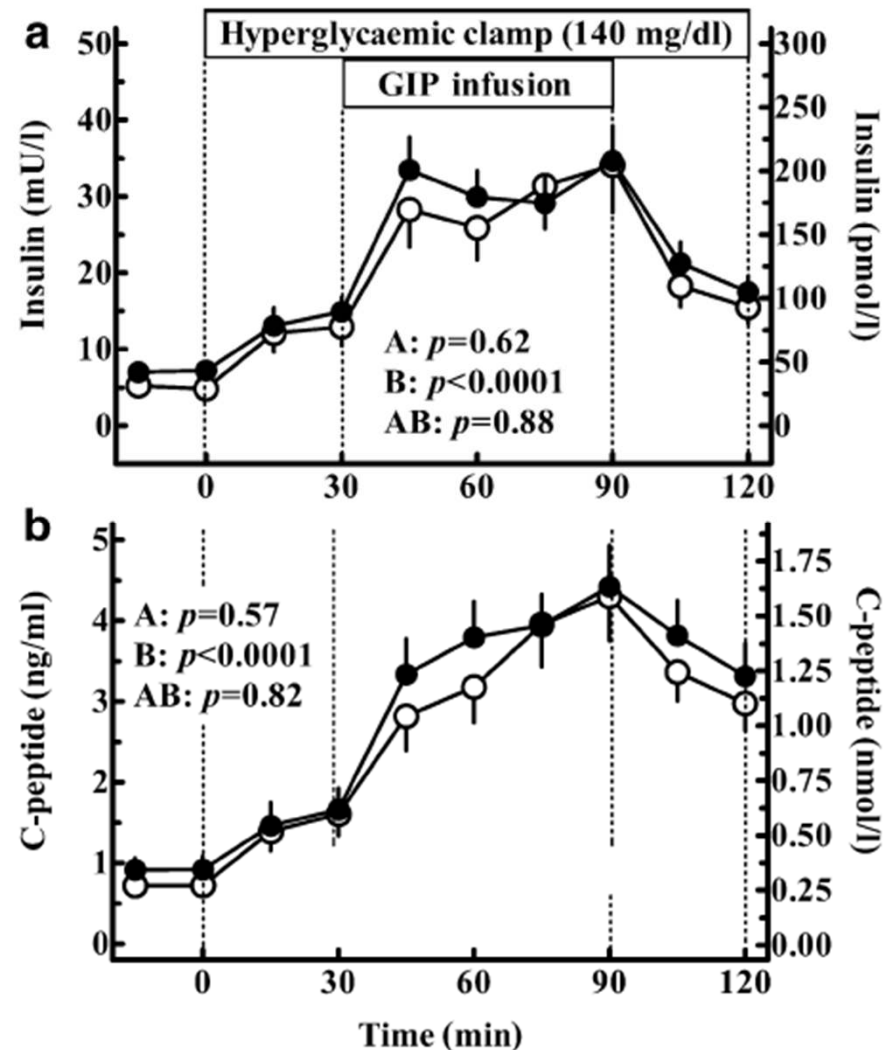 a
Hyperglycaemic clamp (140 mg/dl)
GIP infusion
Insulin (mU/l)
50
40
30
20
10
0
300
250
200
150
100
50
0
Insulin (pmol/l)
A: p=0.62
B: p<0.0001
AB: p=0.88
0 30 60 90 120
b
C-peptide (ng/ml)
5
4
3
2
1
0
1.75
1.50
1.25
1.00
0.75
0.50
0.25
0.00
C-peptide (nmol/l)
A: p=0.57
B: p<0.0001
AB: p=0.82
0 30 60 90 120
Time (min)